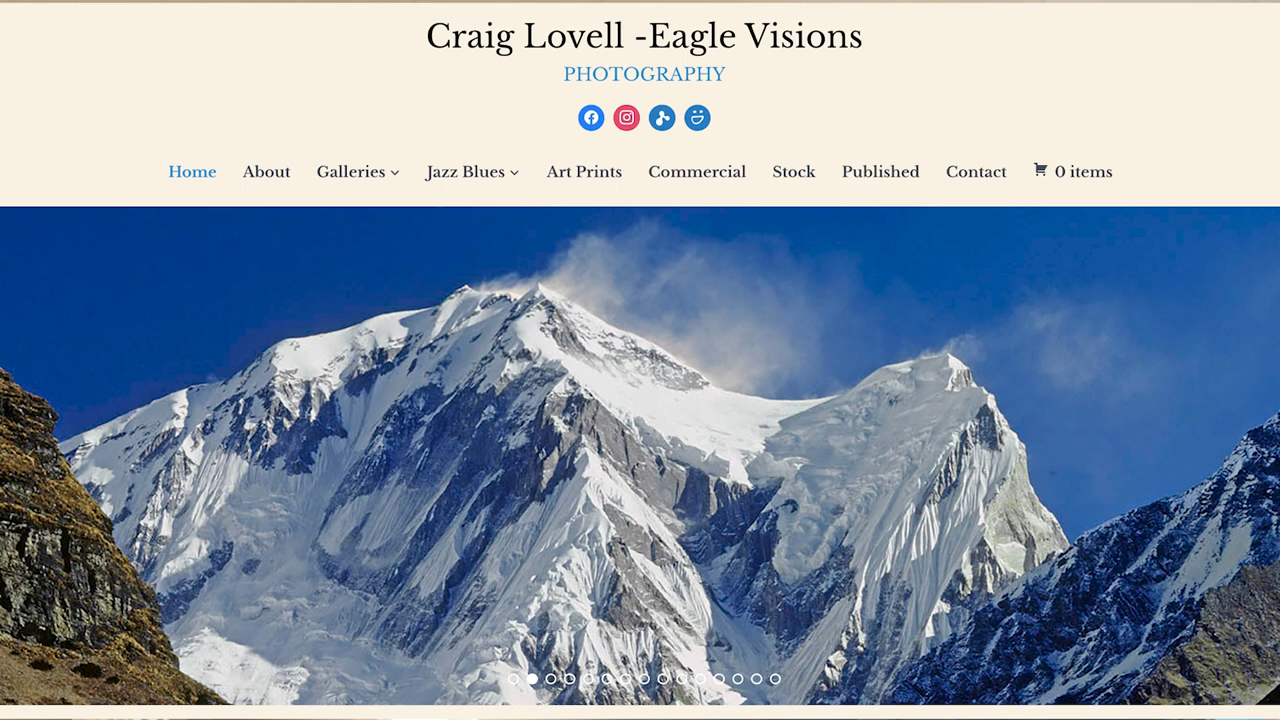 Craig Lovell -Eagle Visions
PHOTOGRAPHY
Home About Galleries Jazz Blues Art Prints Commercial Stock Published Contact 0 items